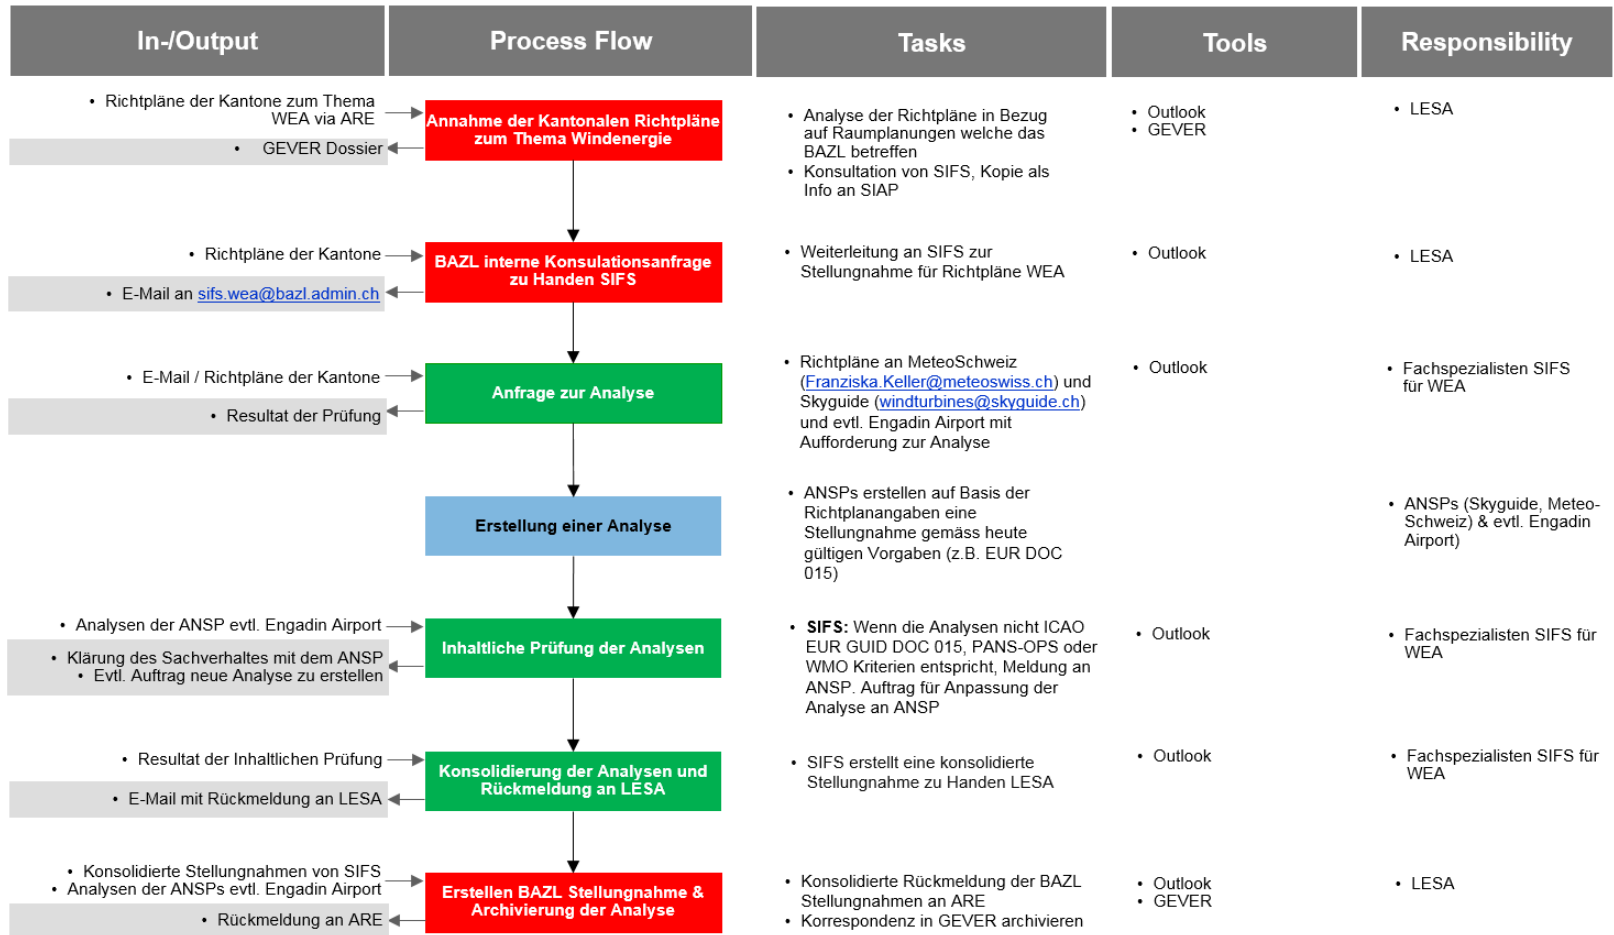 In-/Output
Process Flow
Tasks
Tools
Responsibility
• Richtpläne der Kantone zum Thema
WEA via ARE
• GEVER Dossier
Annahme der Kantonalen Richtpläne
zum Thema Windenergie
• Analyse der Richtpläne in Bezug
auf Raumplanungen welche das
BAZL betreffen
• Konsultation von SIFS, Kopie als
Info an SIAP
• Outlook
• GEVER
• LESA
• Richtpläne der Kantone
• E-Mail an sifs.wea@bazl.admin.ch
BAZL interne Konsulationsanfrage
zu Handen SIFS
• Weiterleitung an SIFS zur
Stellungnahme für Richtpläne WEA
• Outlook
• LESA
• E-Mail / Richtpläne der Kantone
• Resultat der Prüfung
Anfrage zur Analyse
• Richtpläne an MeteoSchweiz
(Franziska.Keller@meteoswiss.ch) und
Skyguide (windturbines@skyguide.ch)
und evtl. Engadin Airport mit
Aufforderung zur Analyse
• Outlook
• Fachspezialisten SIFS
für WEA
Erstellung einer Analyse
• ANSPs erstellen auf Basis der
Richtplanangaben eine
Stellungnahme gemäss heute
gültigen Vorgaben (z.B. EUR DOC
015)
• ANSPs (Skyguide, Meteo-
Schweiz) & evtl. Engadin
Airport)
• Analysen der ANSP evtl. Engadin Airport
• Klärung des Sachverhaltes mit dem ANSP
• Evtl. Auftrag neue Analyse zu erstellen
Inhaltliche Prüfung der Analysen
• SIFS: Wenn die Analysen nicht ICAO
EUR GUID DOC 015, PANS-OPS oder
WMO Kriterien entspricht, Meldung an
ANSP. Auftrag für Anpassung der
Analyse an ANSP
• Outlook
• Fachspezialisten SIFS für
WEA
• Resultat der Inhaltlichen Prüfung
• E-Mail mit Rückmeldung an LESA
Konsolidierung der Analysen und
Rückmeldung an LESA
• SIFS erstellt eine konsolidierte
Stellungnahme zu Handen LESA
• Outlook
• Fachspezialisten SIFS für
WEA
• Konsolidierte Stellungnahmen von SIFS
• Analysen der ANSPs evtl. Engadin Airport
• Rückmeldung an ARE
Erstellen BAZL Stellungnahme &
Archivierung der Analyse
• Konsolidierte Rückmeldung der BAZL
Stellungnahmen an ARE
• Korrespondenz in GEVER archivieren
• Outlook
• GEVER
• LESA